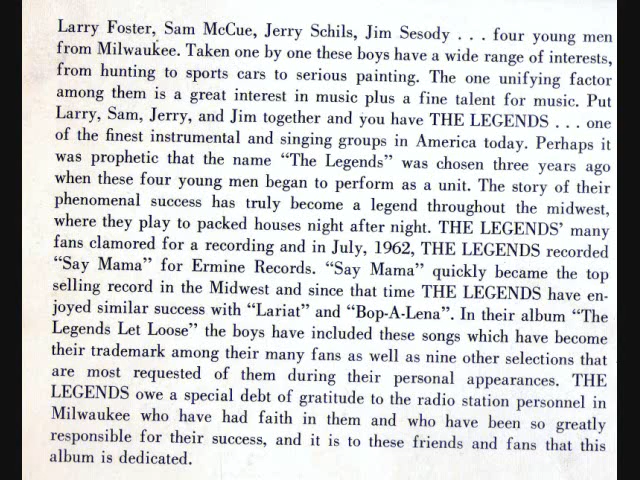 Larry Foster, Sam McCue, Jerry Schils, Jim Sesody . . . four young men
from Milwaukee. Taken one by one these boys have a wide range of interests,
from hunting to sports cars to serious painting. The one unifying factor
among them is a great interest in music plus a fine talent for music. Put
Larry, Sam, Jerry, and Jim together and you have THE LEGENDS . . . one
of the finest instrumental and singing groups in America today. Perhaps it
was prophetic that the name “The Legends” was chosen three years ago
when these four young men began to perform as a unit. The story of their
phenomenal success has truly become a legend throughout the midwest,
where they play to packed houses night after night. THE LEGENDS’ many
fans clamored for a recording and in July, 1962, THE LEGENDS recorded
“Say Mama” for Ermine Records. “Say Mama” quickly became the top
selling record in the Midwest and since that time THE LEGENDS have en-
joyed similar success with “Lariat” and “Bop-A-Lena”. In their album “The
Legends Let Loose” the boys have included these songs which have become
their trademark among their many fans as well as nine other selections that
are most requested of them during their personal appearances. THE
LEGENDS owe a special debt of gratitude to the radio station personnel in
Milwaukee who have had faith in them and who have been so greatly
responsible for their success, and it is to these friends and fans that this
album is dedicated.